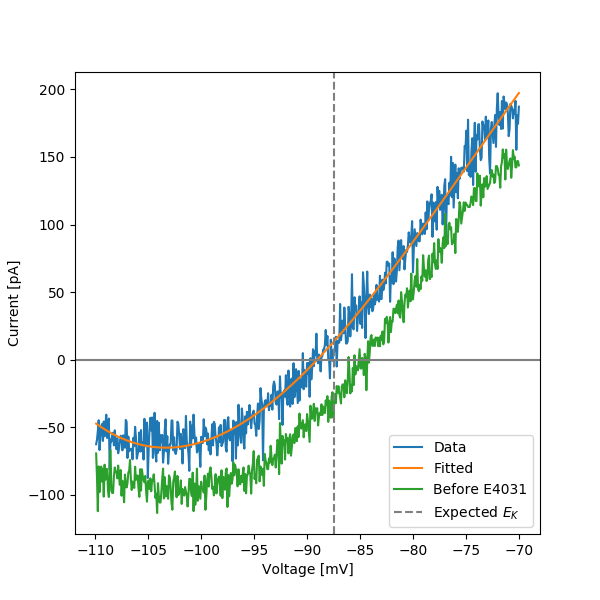 200
150
100
50
0
−50
−100
Current [pA]
−110
−105
−100
−95
−90
−85
−80
−75
−70
Voltage [mV]
Data
Fitted
Before E4031
Expected E_K